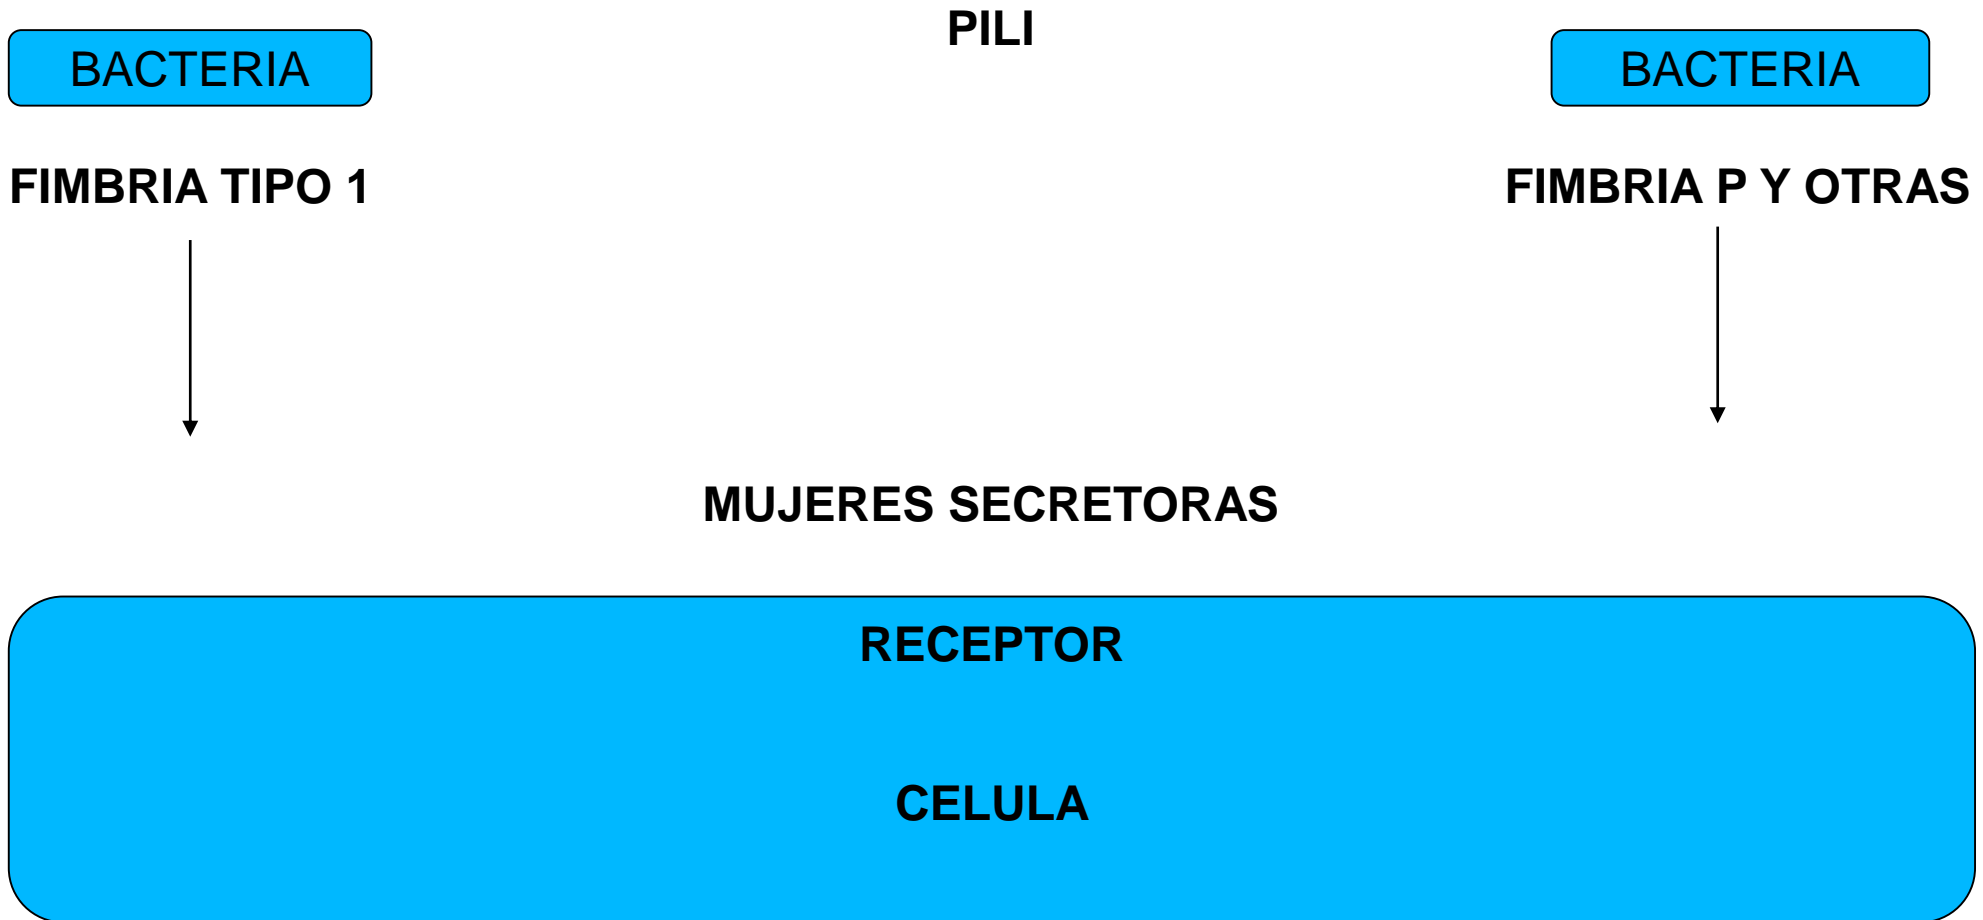 PILI
BACTERIA
BACTERIA
FIMBRIA TIPO 1
FIMBRIA P Y OTRAS
MUJERES SECRETORAS
RECEPTOR
CELULA